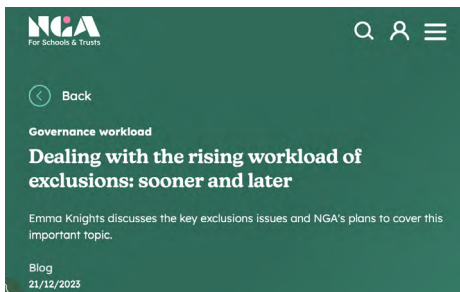 NGA
For Schools & Trusts
Back
Governance workload
Dealing with the rising workload of
exclusions: sooner and later
Emma Knights discusses the key exclusions issues and NGA's plans to cover this
important topic.
Blog
21/12/2023